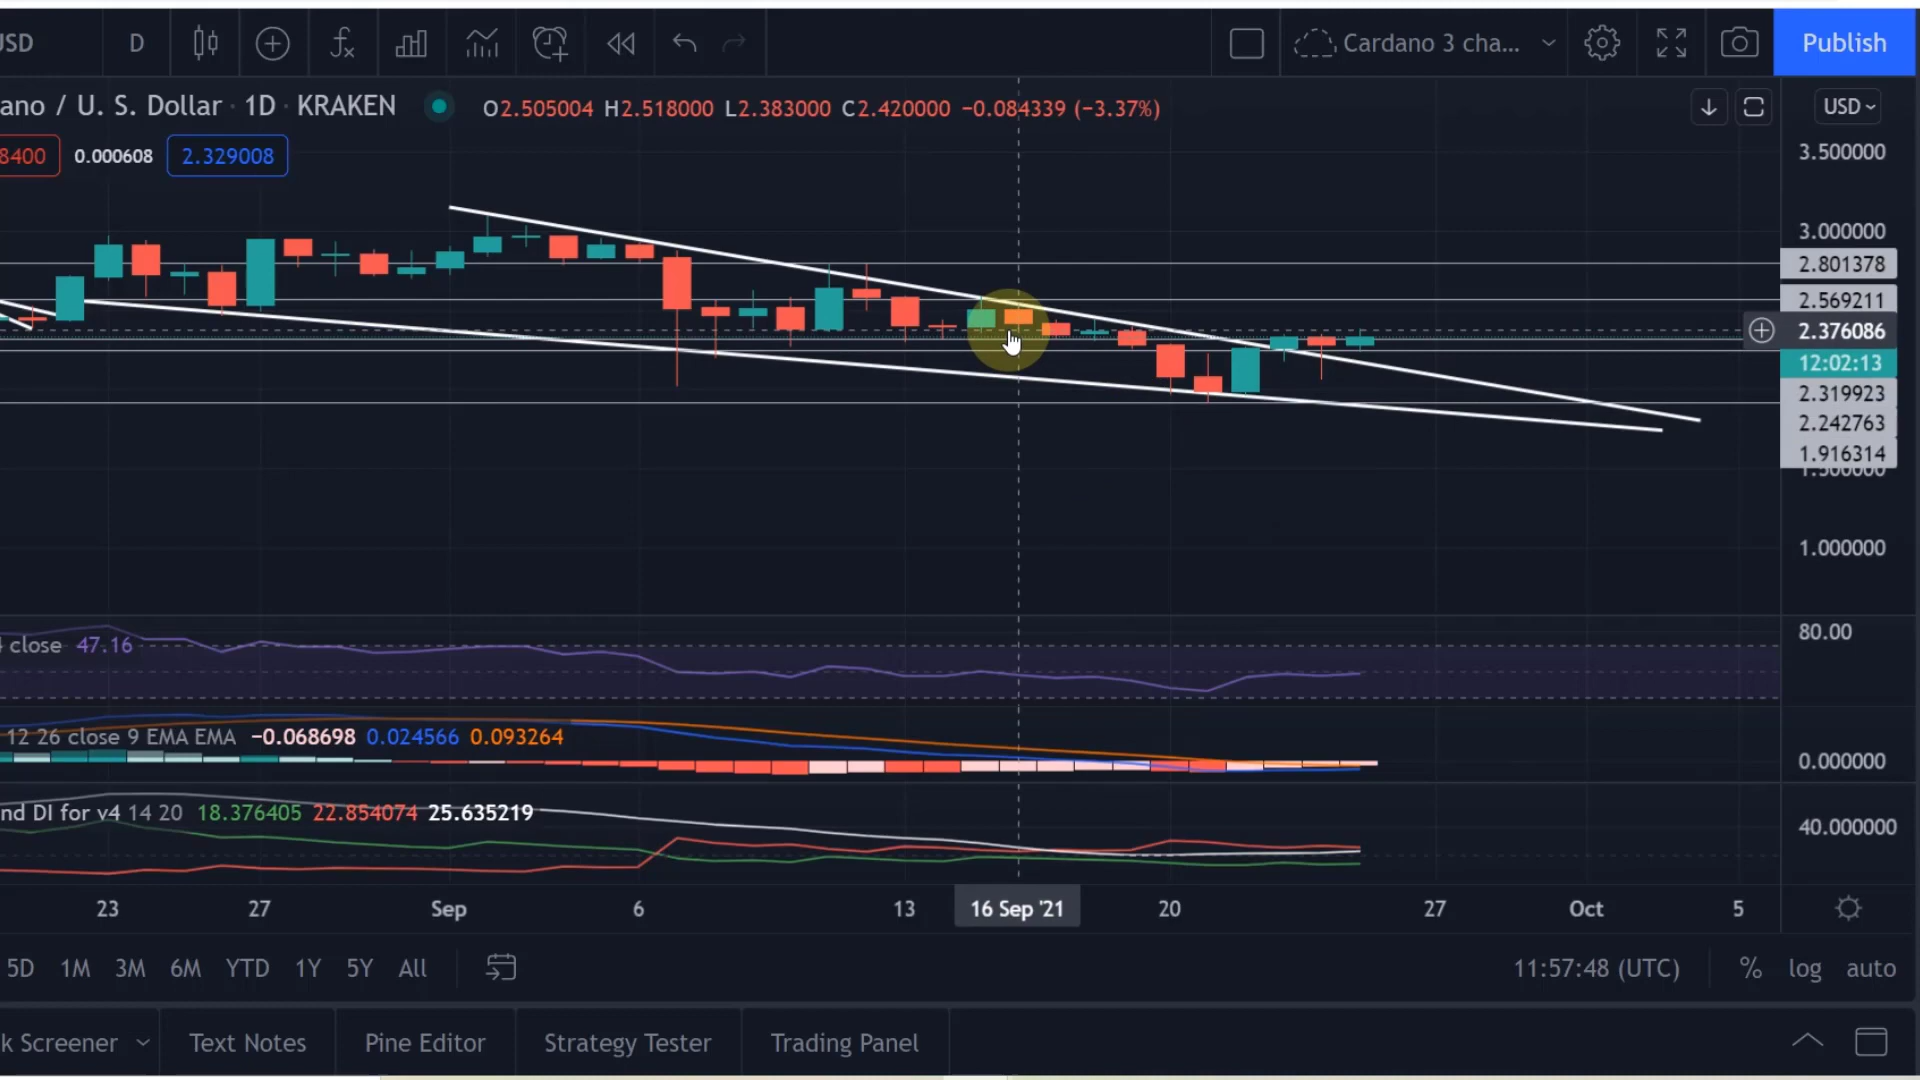 USD D Cardano 3 cha... Publish
ano / U. S. Dollar · 1D · KRAKEN O2.505004 H2.518000 L2.383000 C2.420000 −0.084339 (−3.37%) USD
8400 0.000608 2.329008
3.500000
3.000000
2.801378
2.569211
2.376086
12:02:13
2.319923
2.242763
1.916314
1.500000
1.000000
80.00
close 47.16
12 26 close 9 EMA EMA −0.068698 0.024566 0.093264
0.000000
nd DI for v4 14 20 18.376405 22.854074 25.635219
40.000000
23 27 Sep 6 13 16 Sep '21 20 27 Oct 5
5D 1M 3M 6M YTD 1Y 5Y All 11:57:48 (UTC) % log auto
k Screener Text Notes Pine Editor Strategy Tester Trading Panel